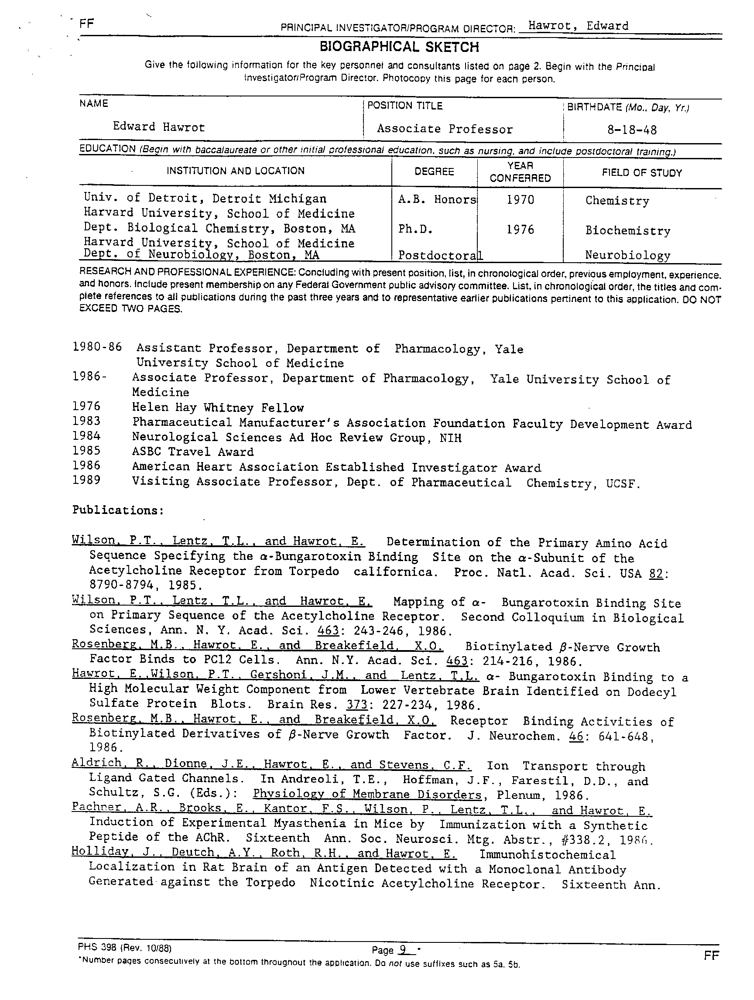 FF
PRINCIPAL INVESTIGATOR/PROGRAM DIRECTOR: Hawrot, Edward
BIOGRAPHICAL SKETCH
Give the following information for the key personnel and consultants listed on page 2. Begin with the Principal
Investigator/Program Director. Photocopy this page for each person.
NAME POSITION TITLE BIRTHDATE (Mo., Day, Yr.)
Edward Hawrot Associate Professor 8-18-48
EDUCATION (Begin with baccalaureate or other initial professional education, such as nursing, and include postdoctoral training.)
INSTITUTION AND LOCATION DEGREE YEAR CONFERRED FIELD OF STUDY
Univ. of Detroit, Detroit Michigan A.B. Honors 1970 Chemistry
Harvard University, School of Medicine
Dept. Biological Chemistry, Boston, MA Ph.D. 1976 Biochemistry
Harvard University, School of Medicine
Dept. of Neurobiology, Boston, MA Postdoctoral Neurobiology
RESEARCH AND PROFESSIONAL EXPERIENCE: Concluding with present position, list, in chronological order, previous employment, experience,
and honors. Include present membership on any Federal Government public advisory committee. List, in chronological order, the titles and com-
plete references to all publications during the past three years and to representative earlier publications pertinent to this application. DO NOT
EXCEED TWO PAGES.
1980-86 Assistant Professor, Department of Pharmacology, Yale
University School of Medicine
1986- Associate Professor, Department of Pharmacology, Yale University School of
Medicine
1976 Helen Hay Whitney Fellow
1983 Pharmaceutical Manufacturer's Association Foundation Faculty Development Award
1984 Neurological Sciences Ad Hoc Review Group, NIH
1985 ASBC Travel Award
1986 American Heart Association Established Investigator Award
1989 Visiting Associate Professor, Dept. of Pharmaceutical Chemistry, UCSF.
Publications:
Wilson, P.T., Lentz, T.L., and Hawrot, E. Determination of the Primary Amino Acid
Sequence Specifying the α-Bungarotoxin Binding Site on the α-Subunit of the
Acetylcholine Receptor from Torpedo californica. Proc. Natl. Acad. Sci. USA 82:
8790-8794, 1985.
Wilson, P.T., Lentz, T.L., and Hawrot, E. Mapping of α- Bungarotoxin Binding Site
on Primary Sequence of the Acetylcholine Receptor. Second Colloquium in Biological
Sciences, Ann. N. Y. Acad. Sci. 463: 243-246, 1986.
Rosenberg, M.B., Hawrot, E., and Breakefield, X.O. Biotinylated β-Nerve Growth
Factor Binds to PC12 Cells. Ann. N.Y. Acad. Sci. 463: 214-216, 1986.
Hawrot, E.,Wilson, P.T., Gershoni, J.M., and Lentz, T.L. α- Bungarotoxin Binding to a
High Molecular Weight Component from Lower Vertebrate Brain Identified on Dodecyl
Sulfate Protein Blots. Brain Res. 373: 227-234, 1986.
Rosenberg, M.B., Hawrot, E., and Breakefield, X.O. Receptor Binding Activities of
Biotinylated Derivatives of β-Nerve Growth Factor. J. Neurochem. 46: 641-648,
1986.
Aldrich, R., Dionne, J.E., Hawrot, E., and Stevens, C.F. Ion Transport through
Ligand Gated Channels. In Andreoli, T.E., Hoffman, J.F., Farestil, D.D., and
Schultz, S.G. (Eds.): Physiology of Membrane Disorders, Plenum, 1986.
Pachner, A.R., Brooks, E., Kantor, F.S., Wilson, P., Lentz, T.L., and Hawrot, E.
Induction of Experimental Myasthenia in Mice by Immunization with a Synthetic
Peptide of the AChR. Sixteenth Ann. Soc. Neurosci. Mtg. Abstr., #338.2, 1986.
Holliday, J., Deutch, A.Y., Roth, R.H., and Hawrot, E. Immunohistochemical
Localization in Rat Brain of an Antigen Detected with a Monoclonal Antibody
Generated against the Torpedo Nicotinic Acetylcholine Receptor. Sixteenth Ann.
PHS 398 (Rev. 10/88) Page 9 *
*Number pages consecutively at the bottom throughout the application. Do not use suffixes such as 5a, 5b.
FF